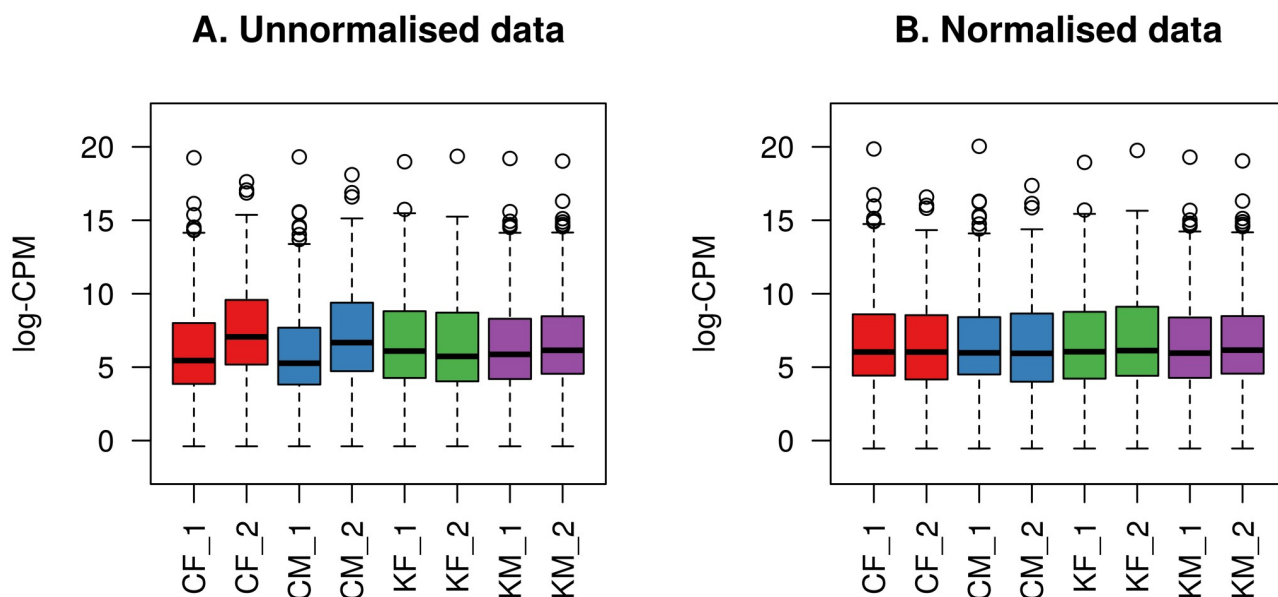 A. Unnormalised data
log-CPM
20
15
10
5
0
CF_1
CF_2
CM_1
CM_2
KF_1
KF_2
KM_1
KM_2
B. Normalised data
log-CPM
20
15
10
5
0
CF_1
CF_2
CM_1
CM_2
KF_1
KF_2
KM_1
KM_2